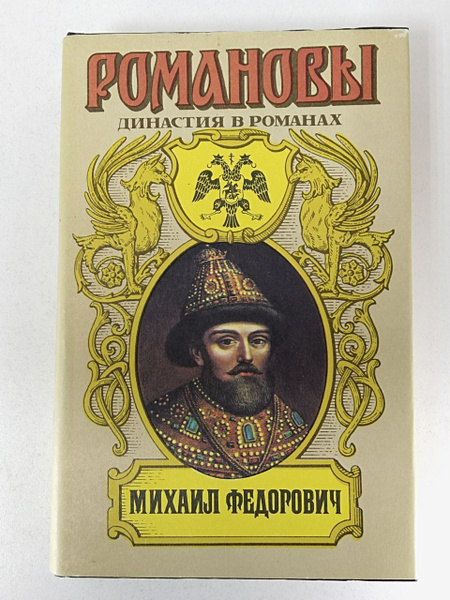 РОМАНОВЫ
ДИНАСТИЯ В РОМАНАХ
МИХАИЛ ФЕДОРОВИЧ